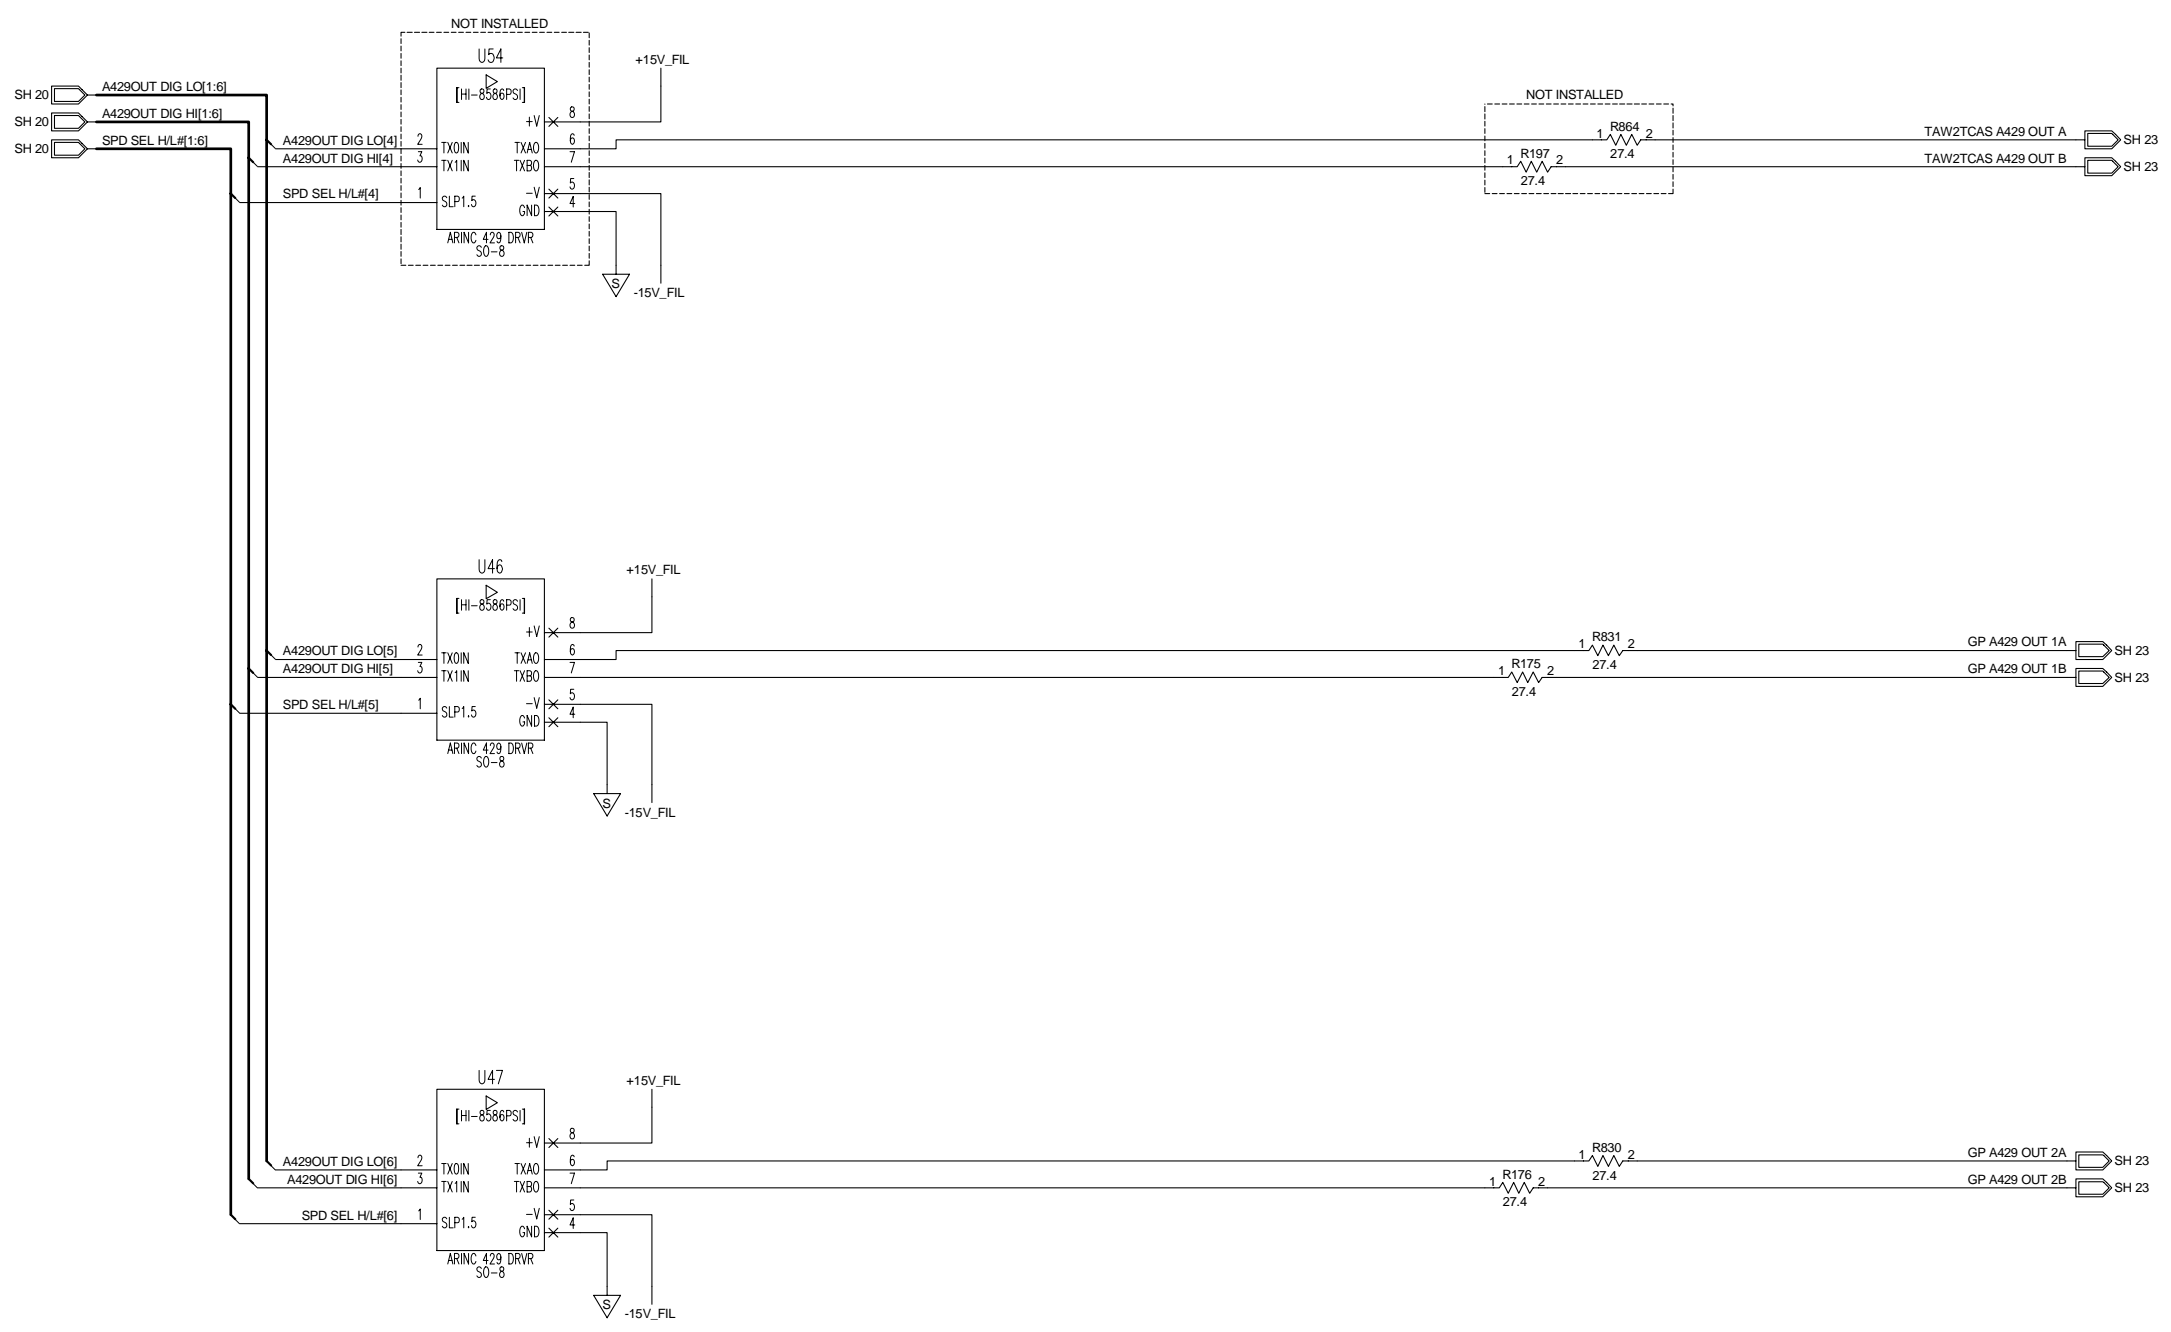 NOT INSTALLED
U54
[HI-8586PSI]
+15V_FIL
SH 20
A429OUT DIG LO[1:6]
SH 20
A429OUT DIG HI[1:6]
SH 20
SPD SEL H/L#[1:6]
A429OUT DIG LO[4] 2 TX0IN
A429OUT DIG HI[4] 3 TX1IN
SPD SEL H/L#[4] 1 SLP1.5
+V 8
TXAO 6
TXBO 7
-V 5
GND 4
ARINC 429 DRVR
SO-8
S
-15V_FIL
NOT INSTALLED
1 R864 2
27.4
1 R197 2
27.4
TAW2TCAS A429 OUT A SH 23
TAW2TCAS A429 OUT B SH 23
U46
[HI-8586PSI]
+15V_FIL
A429OUT DIG LO[5] 2 TX0IN
A429OUT DIG HI[5] 3 TX1IN
SPD SEL H/L#[5] 1 SLP1.5
+V 8
TXAO 6
TXBO 7
-V 5
GND 4
ARINC 429 DRVR
SO-8
S
-15V_FIL
1 R831 2
27.4
1 R175 2
27.4
GP A429 OUT 1A SH 23
GP A429 OUT 1B SH 23
U47
[HI-8586PSI]
+15V_FIL
A429OUT DIG LO[6] 2 TX0IN
A429OUT DIG HI[6] 3 TX1IN
SPD SEL H/L#[6] 1 SLP1.5
+V 8
TXAO 6
TXBO 7
-V 5
GND 4
ARINC 429 DRVR
SO-8
S
-15V_FIL
1 R830 2
27.4
1 R176 2
27.4
GP A429 OUT 2A SH 23
GP A429 OUT 2B SH 23